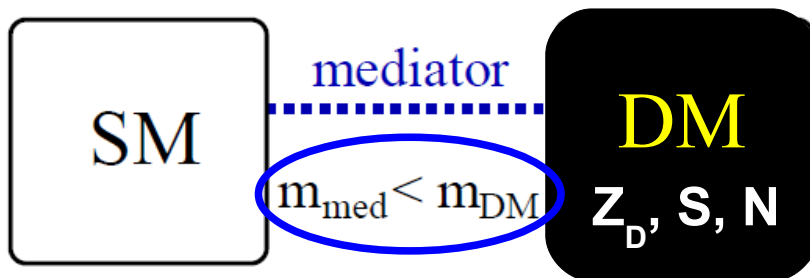 mediator
SM
DM
m_med < m_DM
Z_D, S, N